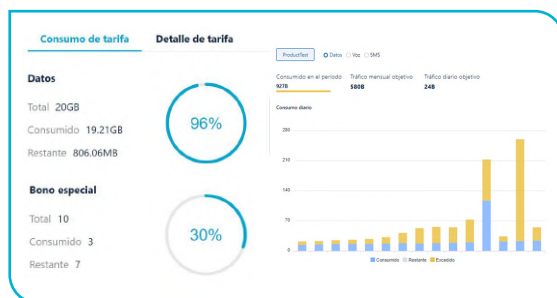 Consumo de tarifa
Detalle de tarifa
Datos
Total 20GB
Consumido 19.21GB
Restante 806.06MB
96%
Bono especial
Total 10
Consumido 3
Restante 7
30%
ProductTest
Datos
Voz
SMS
Consumido en el período
927B
Tráfico mensual objetivo
580B
Tráfico diario objetivo
24B
Consumo diario
280
210
140
70
0
Consumido
Restante
Excedido